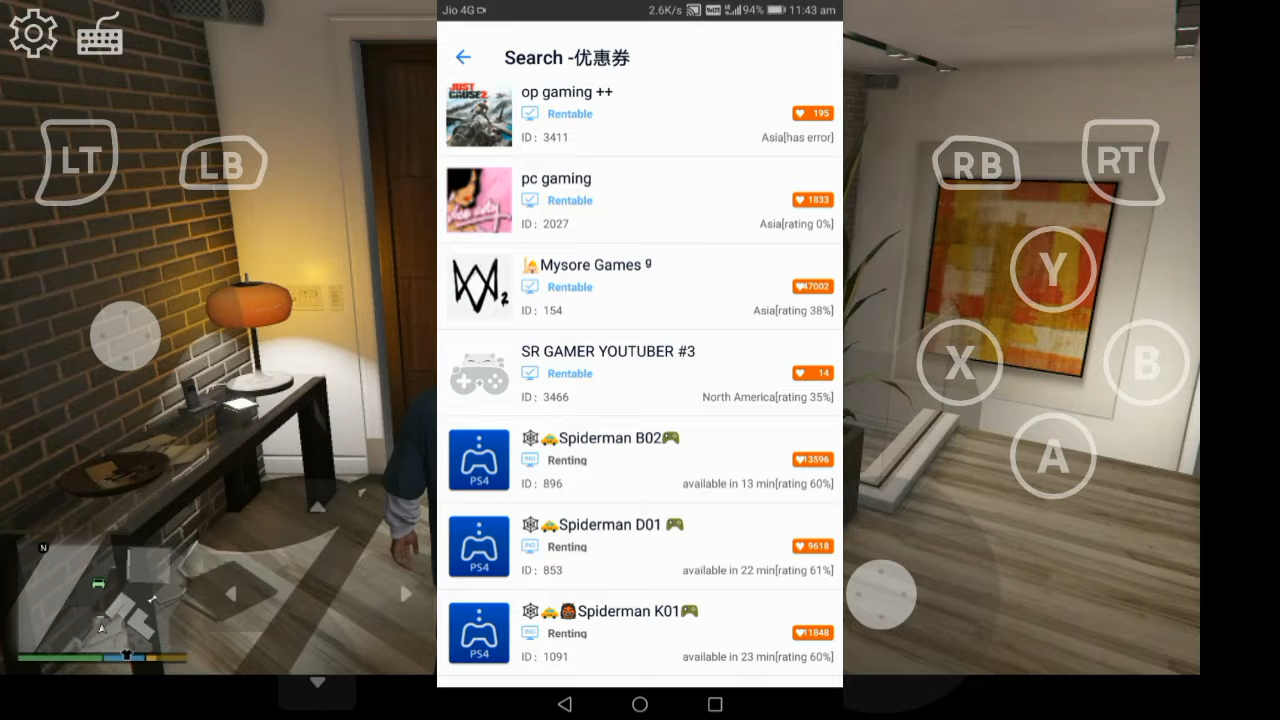 Jio 4G
2.6K/s
94%
11:43 am
Search -优惠券
JUST CAUSE 2
op gaming ++
Rentable
195
ID: 3411
Asia[has error]
pc gaming
Rentable
1833
ID: 2027
Asia[rating 0%]
Mysore Games ᵍ
Rentable
47002
ID: 154
Asia[rating 38%]
2
SR GAMER YOUTUBER #3
Rentable
14
ID: 3466
North America[rating 35%]
Spiderman B02
Renting
13596
ID: 896
available in 13 min[rating 60%]
PS4
Spiderman D01
Renting
9618
ID: 853
available in 22 min[rating 61%]
PS4
Spiderman K01
Renting
11848
ID: 1091
available in 23 min[rating 60%]
PS4
LT
LB
RB
RT
Y
X
B
A
N